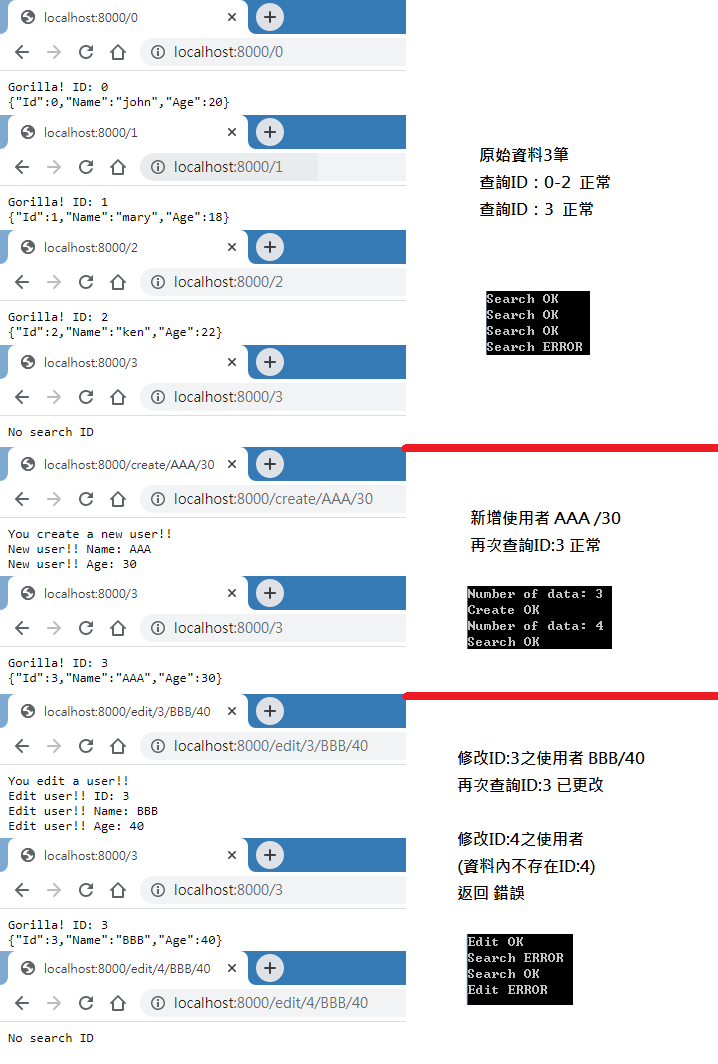 localhost:8000/0
localhost:8000/0
Gorilla! ID: 0
{"Id":0,"Name":"john","Age":20}
localhost:8000/1
localhost:8000/1
Gorilla! ID: 1
{"Id":1,"Name":"mary","Age":18}
localhost:8000/2
localhost:8000/2
Gorilla! ID: 2
{"Id":2,"Name":"ken","Age":22}
localhost:8000/3
localhost:8000/3
No search ID
原始資料3筆
查詢ID：0-2 正常
查詢ID：3 正常
Search OK
Search OK
Search OK
Search ERROR
localhost:8000/create/AAA/30
localhost:8000/create/AAA/30
You create a new user!!
New user!! Name: AAA
New user!! Age: 30
localhost:8000/3
localhost:8000/3
Gorilla! ID: 3
{"Id":3,"Name":"AAA","Age":30}
新增使用者 AAA /30
再次查詢ID:3 正常
Number of data: 3
Create OK
Number of data: 4
Search OK
localhost:8000/edit/3/BBB/40
localhost:8000/edit/3/BBB/40
You edit a user!!
Edit user!! ID: 3
Edit user!! Name: BBB
Edit user!! Age: 40
localhost:8000/3
localhost:8000/3
Gorilla! ID: 3
{"Id":3,"Name":"BBB","Age":40}
localhost:8000/edit/4/BBB/40
localhost:8000/edit/4/BBB/40
No search ID
修改ID:3之使用者 BBB/40
再次查詢ID:3 已更改
修改ID:4之使用者
(資料內不存在ID:4)
返回 錯誤
Edit OK
Search ERROR
Search OK
Edit ERROR